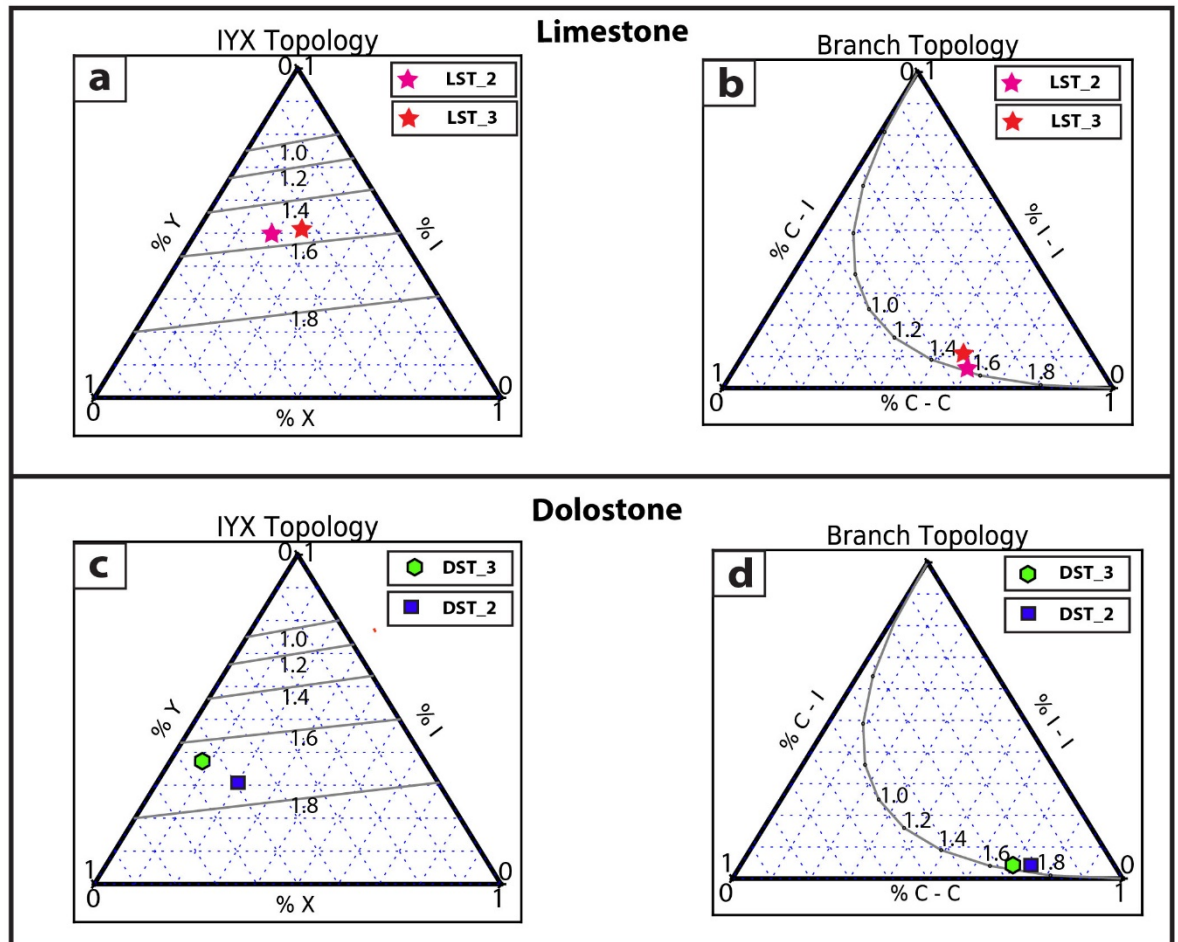 Limestone
IYX Topology
a
0 1
LST_2
LST_3
1.0
1.2
1.4
1.6
1.8
% Y
% I
1
0
0
1
% X
Branch Topology
b
0 1
LST_2
LST_3
% C - I
% I - I
1.0
1.2
1.4
1.6
1.8
1
0
0
1
% C - C
Dolostone
IYX Topology
c
0 1
DST_3
DST_2
1.0
1.2
1.4
1.6
1.8
% Y
% I
1
0
0
1
% X
Branch Topology
d
DST_3
DST_2
% C - I
% I - I
1.0
1.2
1.4
1.6
1.8
1
0
0
1
% C - C